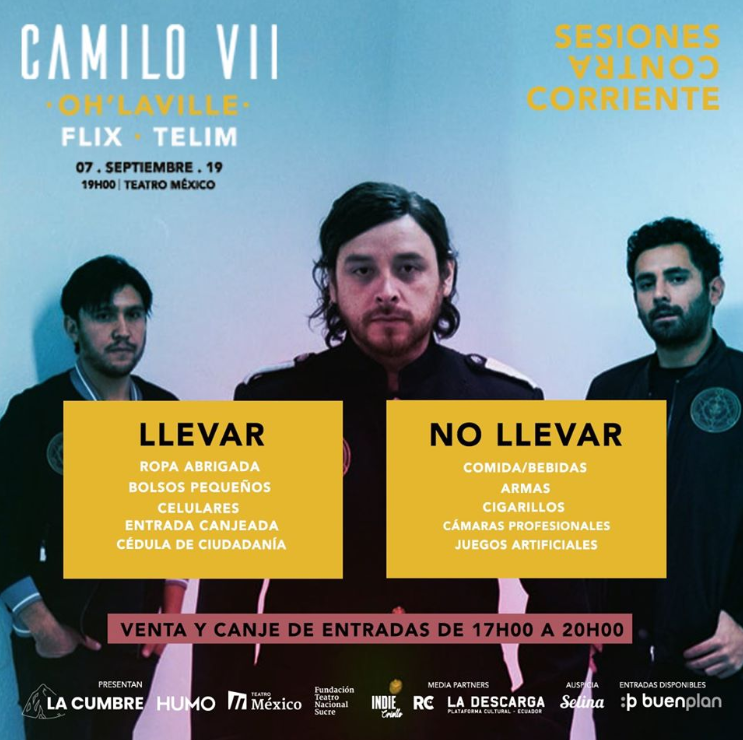 CAMILO VII
·OH'LAVILLE·
FLIX · TELIM
07 . SEPTIEMBRE . 19
19H00 | TEATRO MÉXICO
SESIONES
CONTRA
CORRIENTE
LLEVAR
ROPA ABRIGADA
BOLSOS PEQUEÑOS
CELULARES
ENTRADA CANJEADA
CÉDULA DE CIUDADANÍA
NO LLEVAR
COMIDA/BEBIDAS
ARMAS
CIGARILLOS
CÁMARAS PROFESIONALES
JUEGOS ARTIFICIALES
VENTA Y CANJE DE ENTRADAS DE 17H00 A 20H00
PRESENTAN
LA CUMBRE
HUMO
TEATRO
México
Fundación
Teatro
Nacional
Sucre
INDIE
Criollo
MEDIA PARTNERS
RC
LA DESCARGA
PLATAFORMA CULTURAL - ECUADOR
AUSPICIA
Selina
ENTRADAS DISPONIBLES
:b buenplan